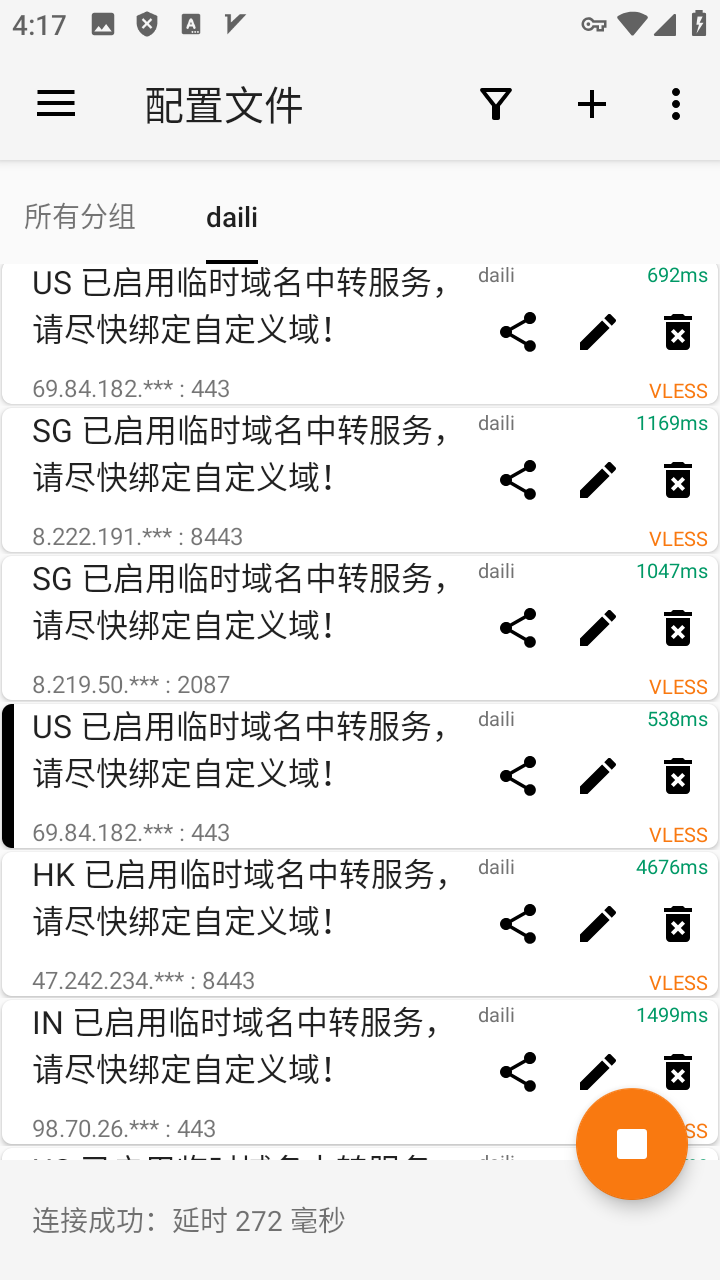 4:17
配置文件
所有分组
daili
US 已启用临时域名中转服务，
请尽快绑定自定义域！
daili
692ms
69.84.182.*** : 443
VLESS
SG 已启用临时域名中转服务，
请尽快绑定自定义域！
daili
1169ms
8.222.191.*** : 8443
VLESS
SG 已启用临时域名中转服务，
请尽快绑定自定义域！
daili
1047ms
8.219.50.*** : 2087
VLESS
US 已启用临时域名中转服务，
请尽快绑定自定义域！
daili
538ms
69.84.182.*** : 443
VLESS
HK 已启用临时域名中转服务，
请尽快绑定自定义域！
daili
4676ms
47.242.234.*** : 8443
VLESS
IN 已启用临时域名中转服务，
请尽快绑定自定义域！
daili
1499ms
98.70.26.*** : 443
连接成功：延时 272 毫秒